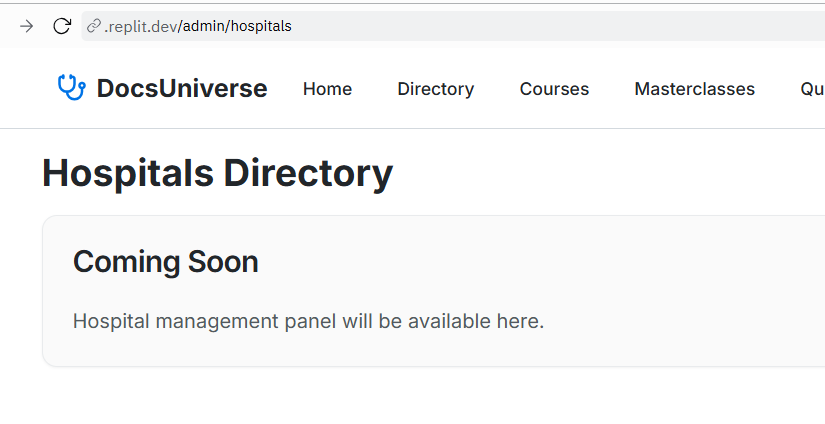 .replit.dev/admin/hospitals
DocsUniverse Home Directory Courses Masterclasses Qu
Hospitals Directory
Coming Soon
Hospital management panel will be available here.